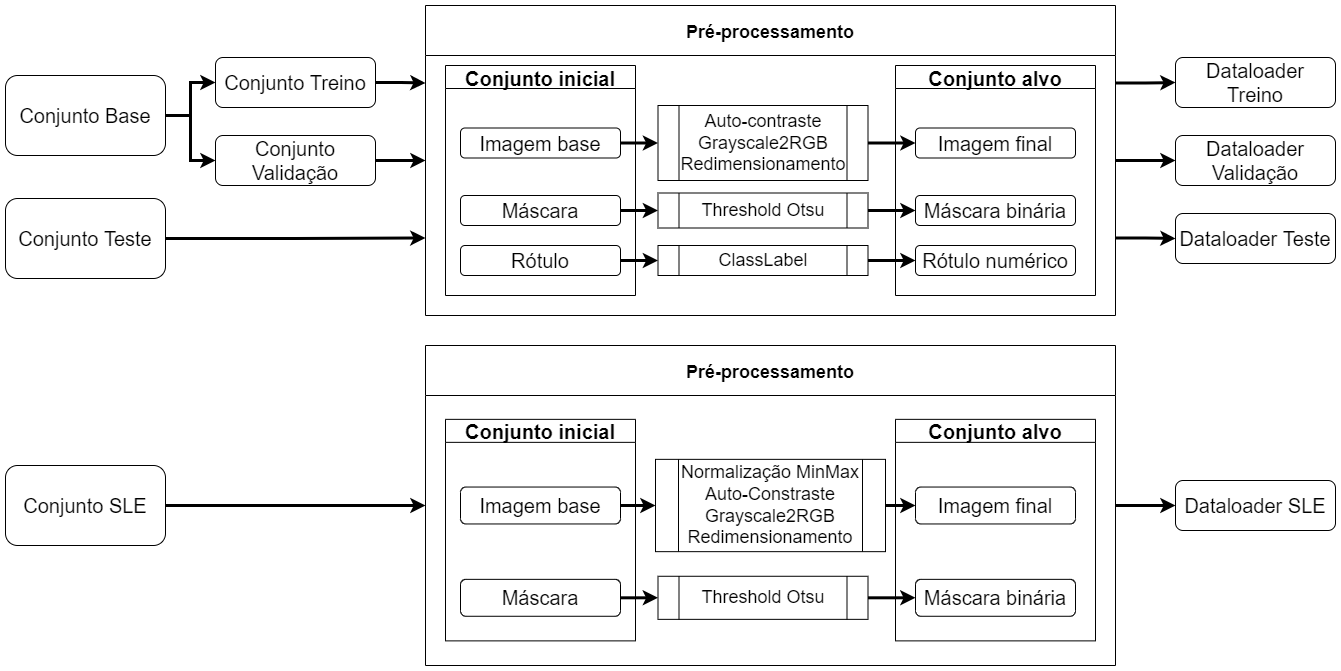 Pré-processamento
Conjunto Base
Conjunto Treino
Conjunto
Validação
Conjunto Teste
Conjunto inicial
Imagem base
Máscara
Rótulo
Auto-contraste
Grayscale2RGB
Redimensionamento
Threshold Otsu
ClassLabel
Conjunto alvo
Imagem final
Máscara binária
Rótulo numérico
Dataloader
Treino
Dataloader
Validação
Dataloader Teste
Pré-processamento
Conjunto SLE
Conjunto inicial
Imagem base
Máscara
Normalização MinMax
Auto-Constraste
Grayscale2RGB
Redimensionamento
Threshold Otsu
Conjunto alvo
Imagem final
Máscara binária
Dataloader SLE